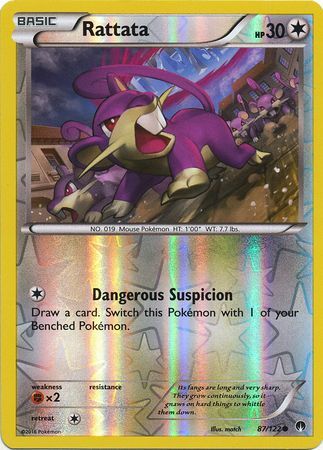 BASIC
Rattata
HP 30
NO. 019 Mouse Pokémon HT: 1'00" WT: 7.7 lbs.
Dangerous Suspicion
Draw a card. Switch this Pokémon with 1 of your
Benched Pokémon.
weakness
resistance
×2
retreat
Its fangs are long and very sharp.
They grow continuously, so it
gnaws on hard things to whittle
them down.
©2016 Pokémon
Illus. match
87/122